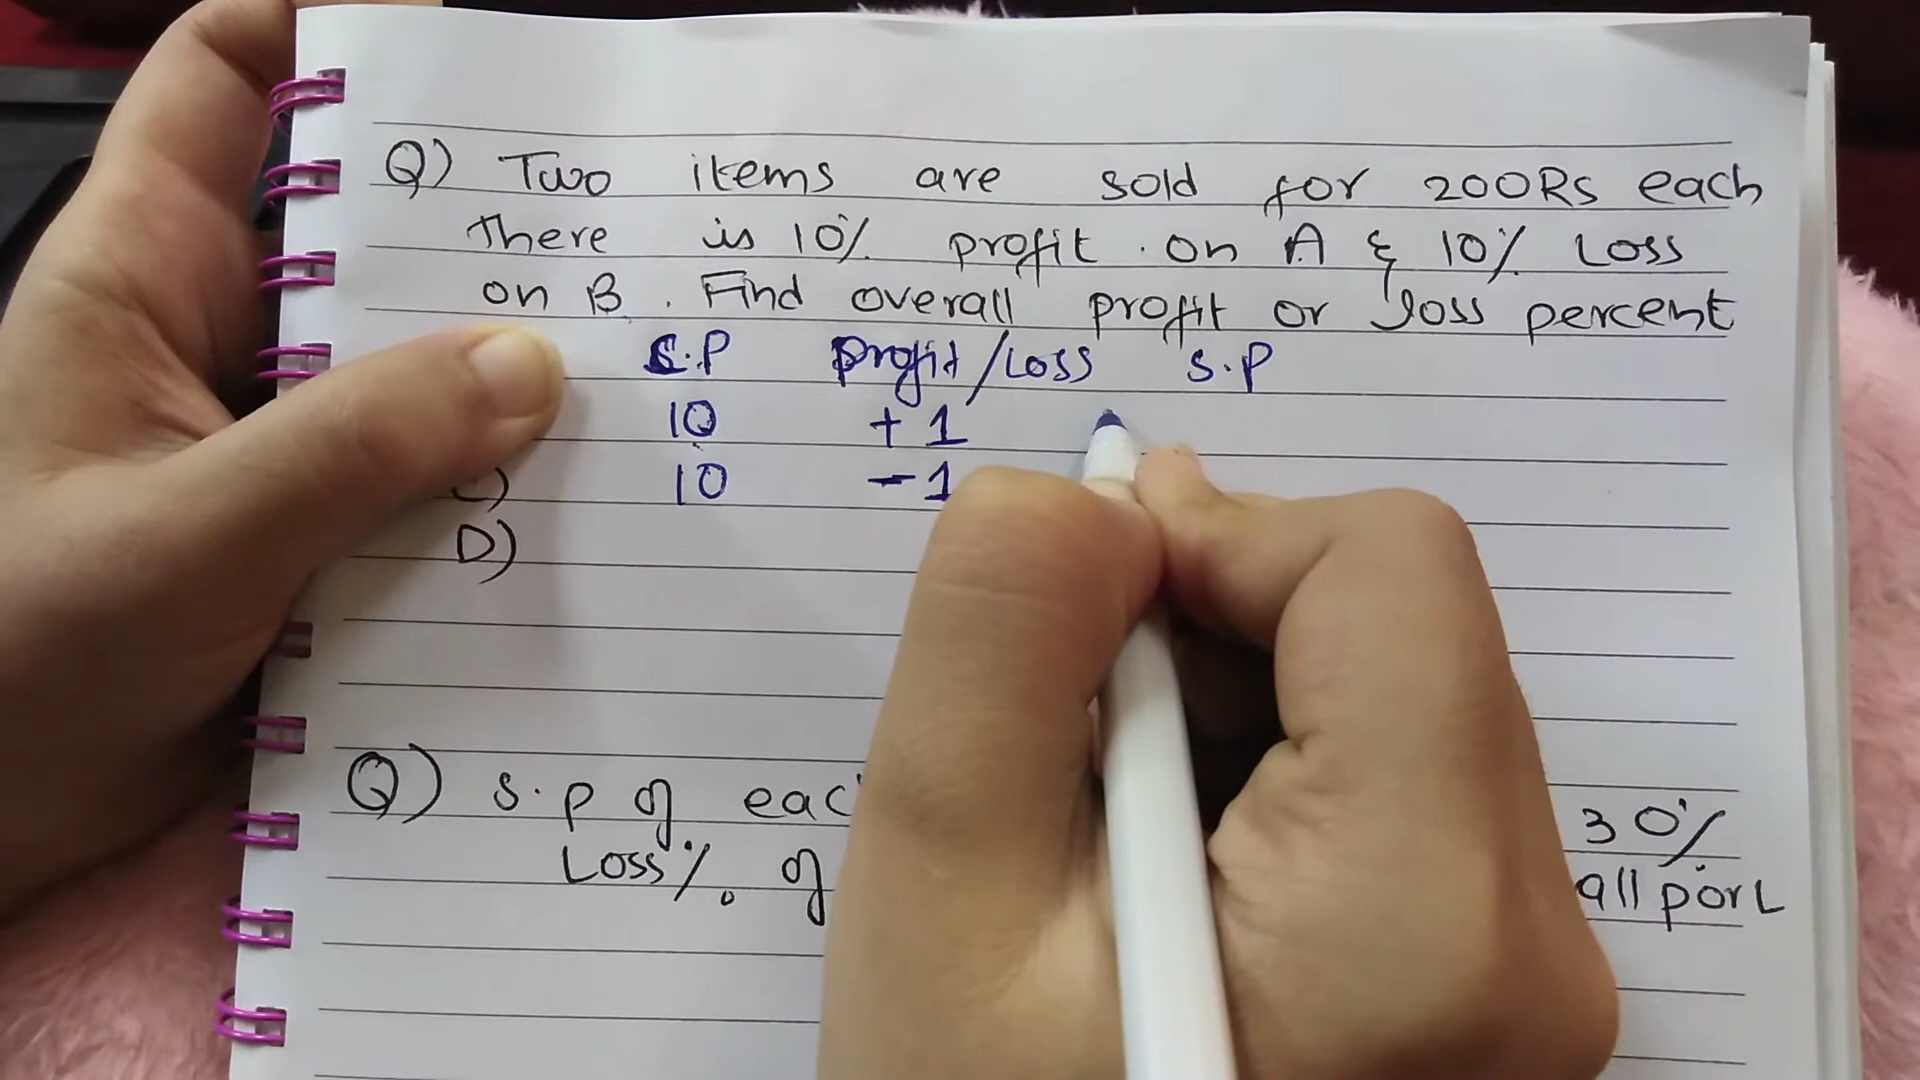 Q) Two items are sold for 200Rs each
There is 10% profit on A & 10% Loss
on B. Find overall profit or loss percent
S.P Profit/Loss S.P
10 +1
10 -1
D)
Q) S.P of each 30%
Loss% of all PorL